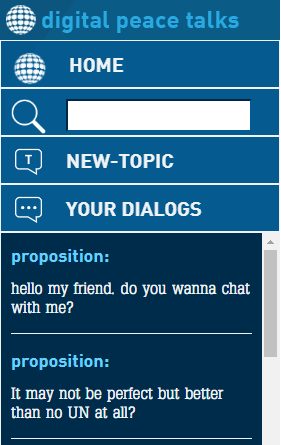 digital peace talks
HOME
T
NEW-TOPIC
YOUR DIALOGS
proposition:
hello my friend. do you wanna chat
with me?
proposition:
It may not be perfect but better
than no UN at all?